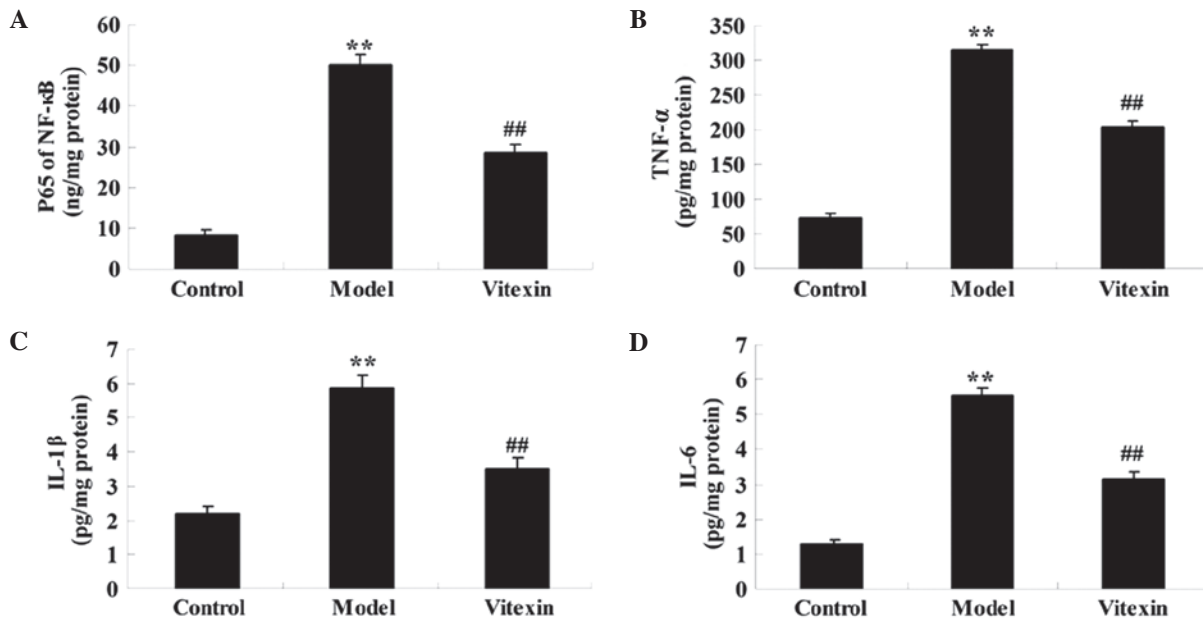 A
P65 of NF-κB
(ng/mg protein)
60
50
40
30
20
10
0
**
##
Control Model Vitexin
B
TNF-α
(pg/mg protein)
350
300
250
200
150
100
50
0
**
##
Control Model Vitexin
C
IL-1β
(pg/mg protein)
7
6
5
4
3
2
1
0
**
##
Control Model Vitexin
D
IL-6
(pg/mg protein)
7
6
5
4
3
2
1
0
**
##
Control Model Vitexin